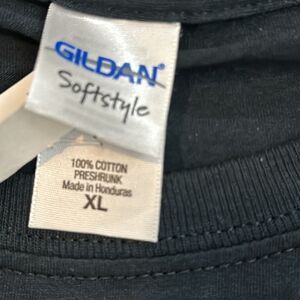 GILDAN®
Softstyle
100% COTTON
PRESHRUNK
Made in Honduras
XL